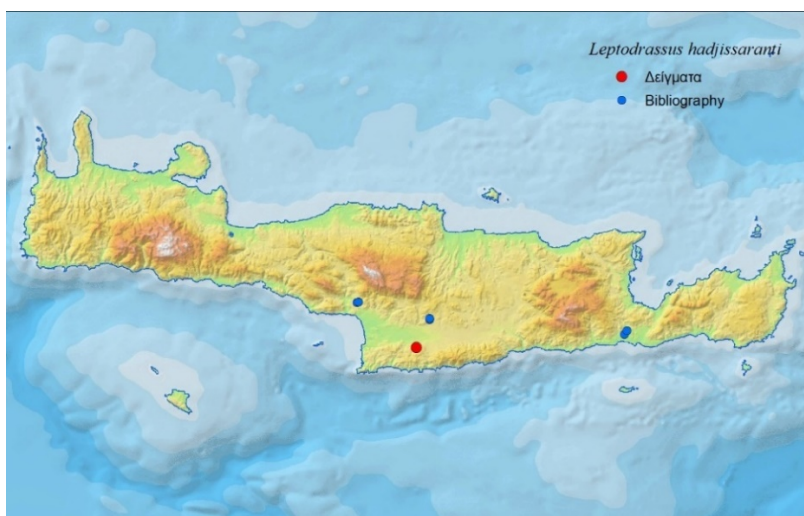 Leptodrassus hadjissaranti
Δείγματα
Bibliography